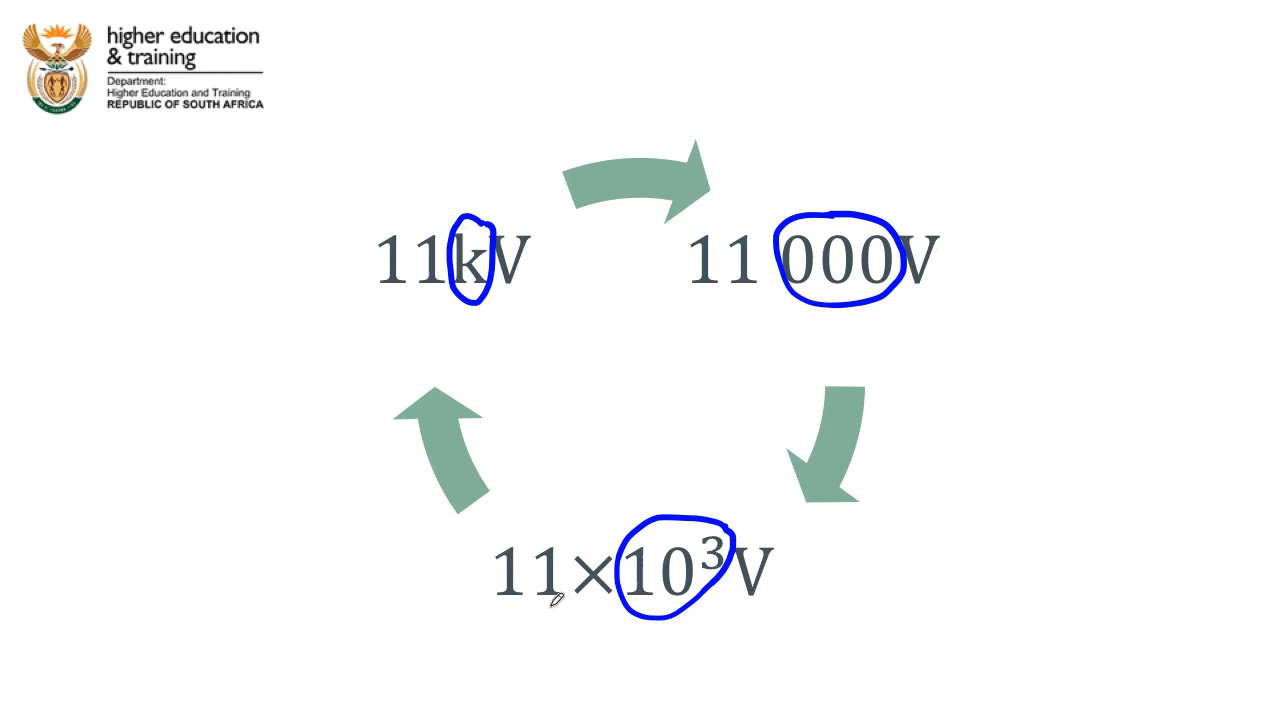 higher education
& training
Department:
Higher Education and Training
REPUBLIC OF SOUTH AFRICA
11kV
11 000V
11×10³V